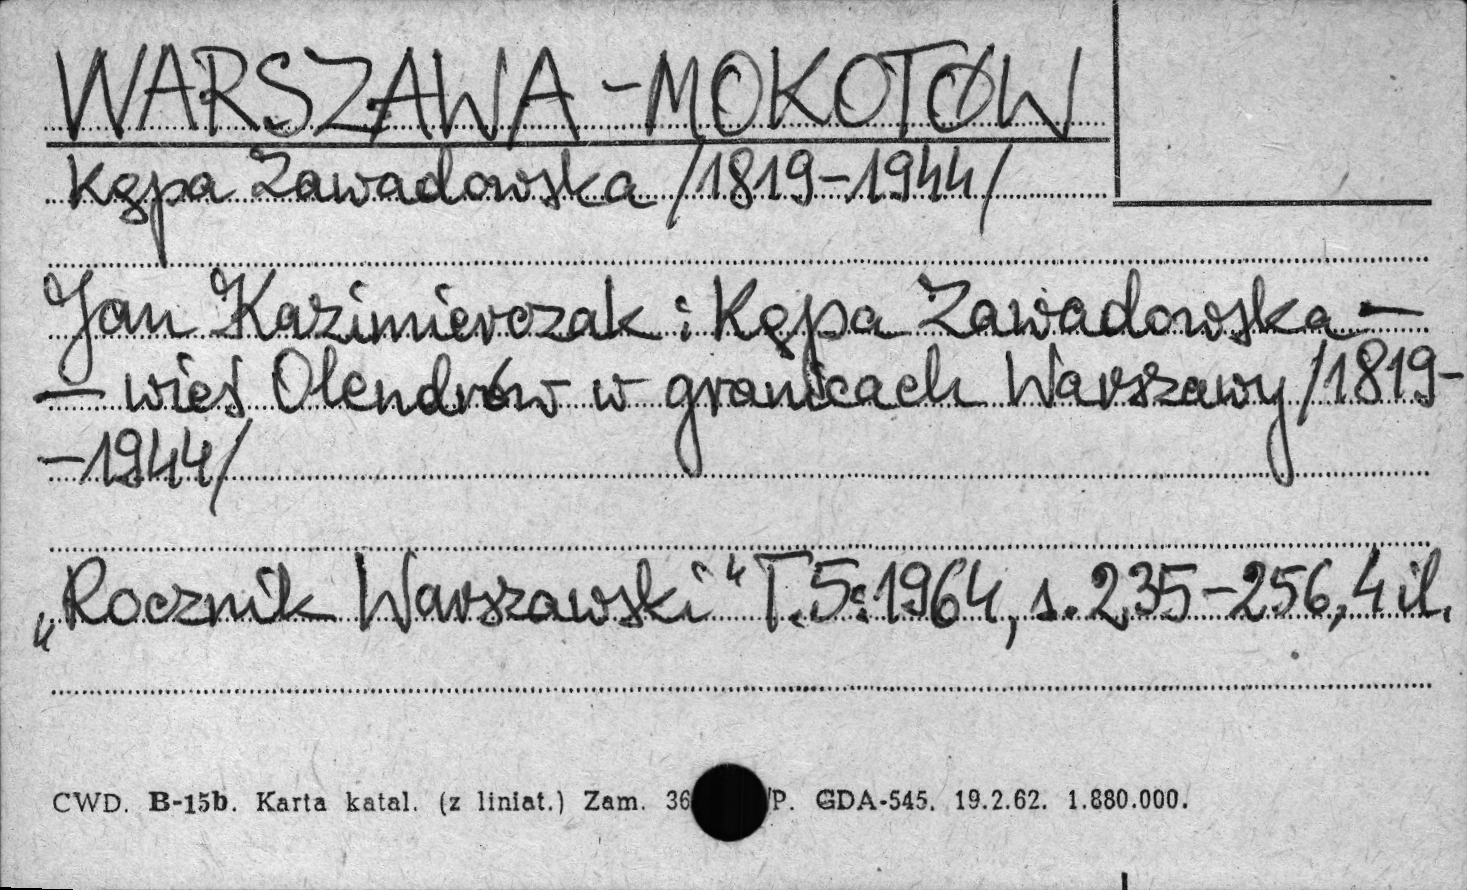 WARSZAWA-MOKOTÓW
Kępa Zawadowska /1819-1944/
Jan Kazimierczak : Kępa Zawadowska -
- wieś Olendrów w granicach Warszawy /1819-
-1944/
„Rocznik Warszawski" T.5:1964, s. 235-256, 4 il.
CWD. B-15b. Karta katal. (z liniat.) Zam. 36 /P. GDA-545. 19.2.62. 1.880.000.